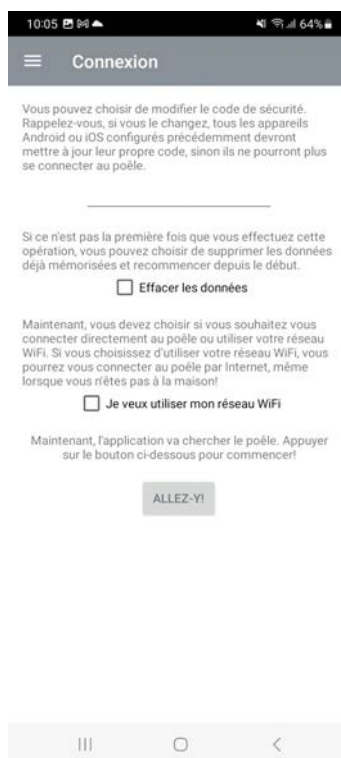 10:05 64%
Connexion
Vous pouvez choisir de modifier le code de sécurité.
Rappelez-vous, si vous le changez, tous les appareils
Android ou iOS configurés précédemment devront
mettre à jour leur propre code, sinon ils ne pourront plus
se connecter au poêle.
Si ce n'est pas la première fois que vous effectuez cette
opération, vous pouvez choisir de supprimer les données
déjà mémorisées et recommencer depuis le début.
Effacer les données
Maintenant, vous devez choisir si vous souhaitez vous
connecter directement au poêle ou utiliser votre réseau
WiFi. Si vous choisissez d'utiliser votre réseau WiFi, vous
pourrez vous connecter au poêle par Internet, même
lorsque vous n'êtes pas à la maison!
Je veux utiliser mon réseau WiFi
Maintenant, l'application va chercher le poêle. Appuyer
sur le bouton ci-dessous pour commencer!
ALLEZ-Y!